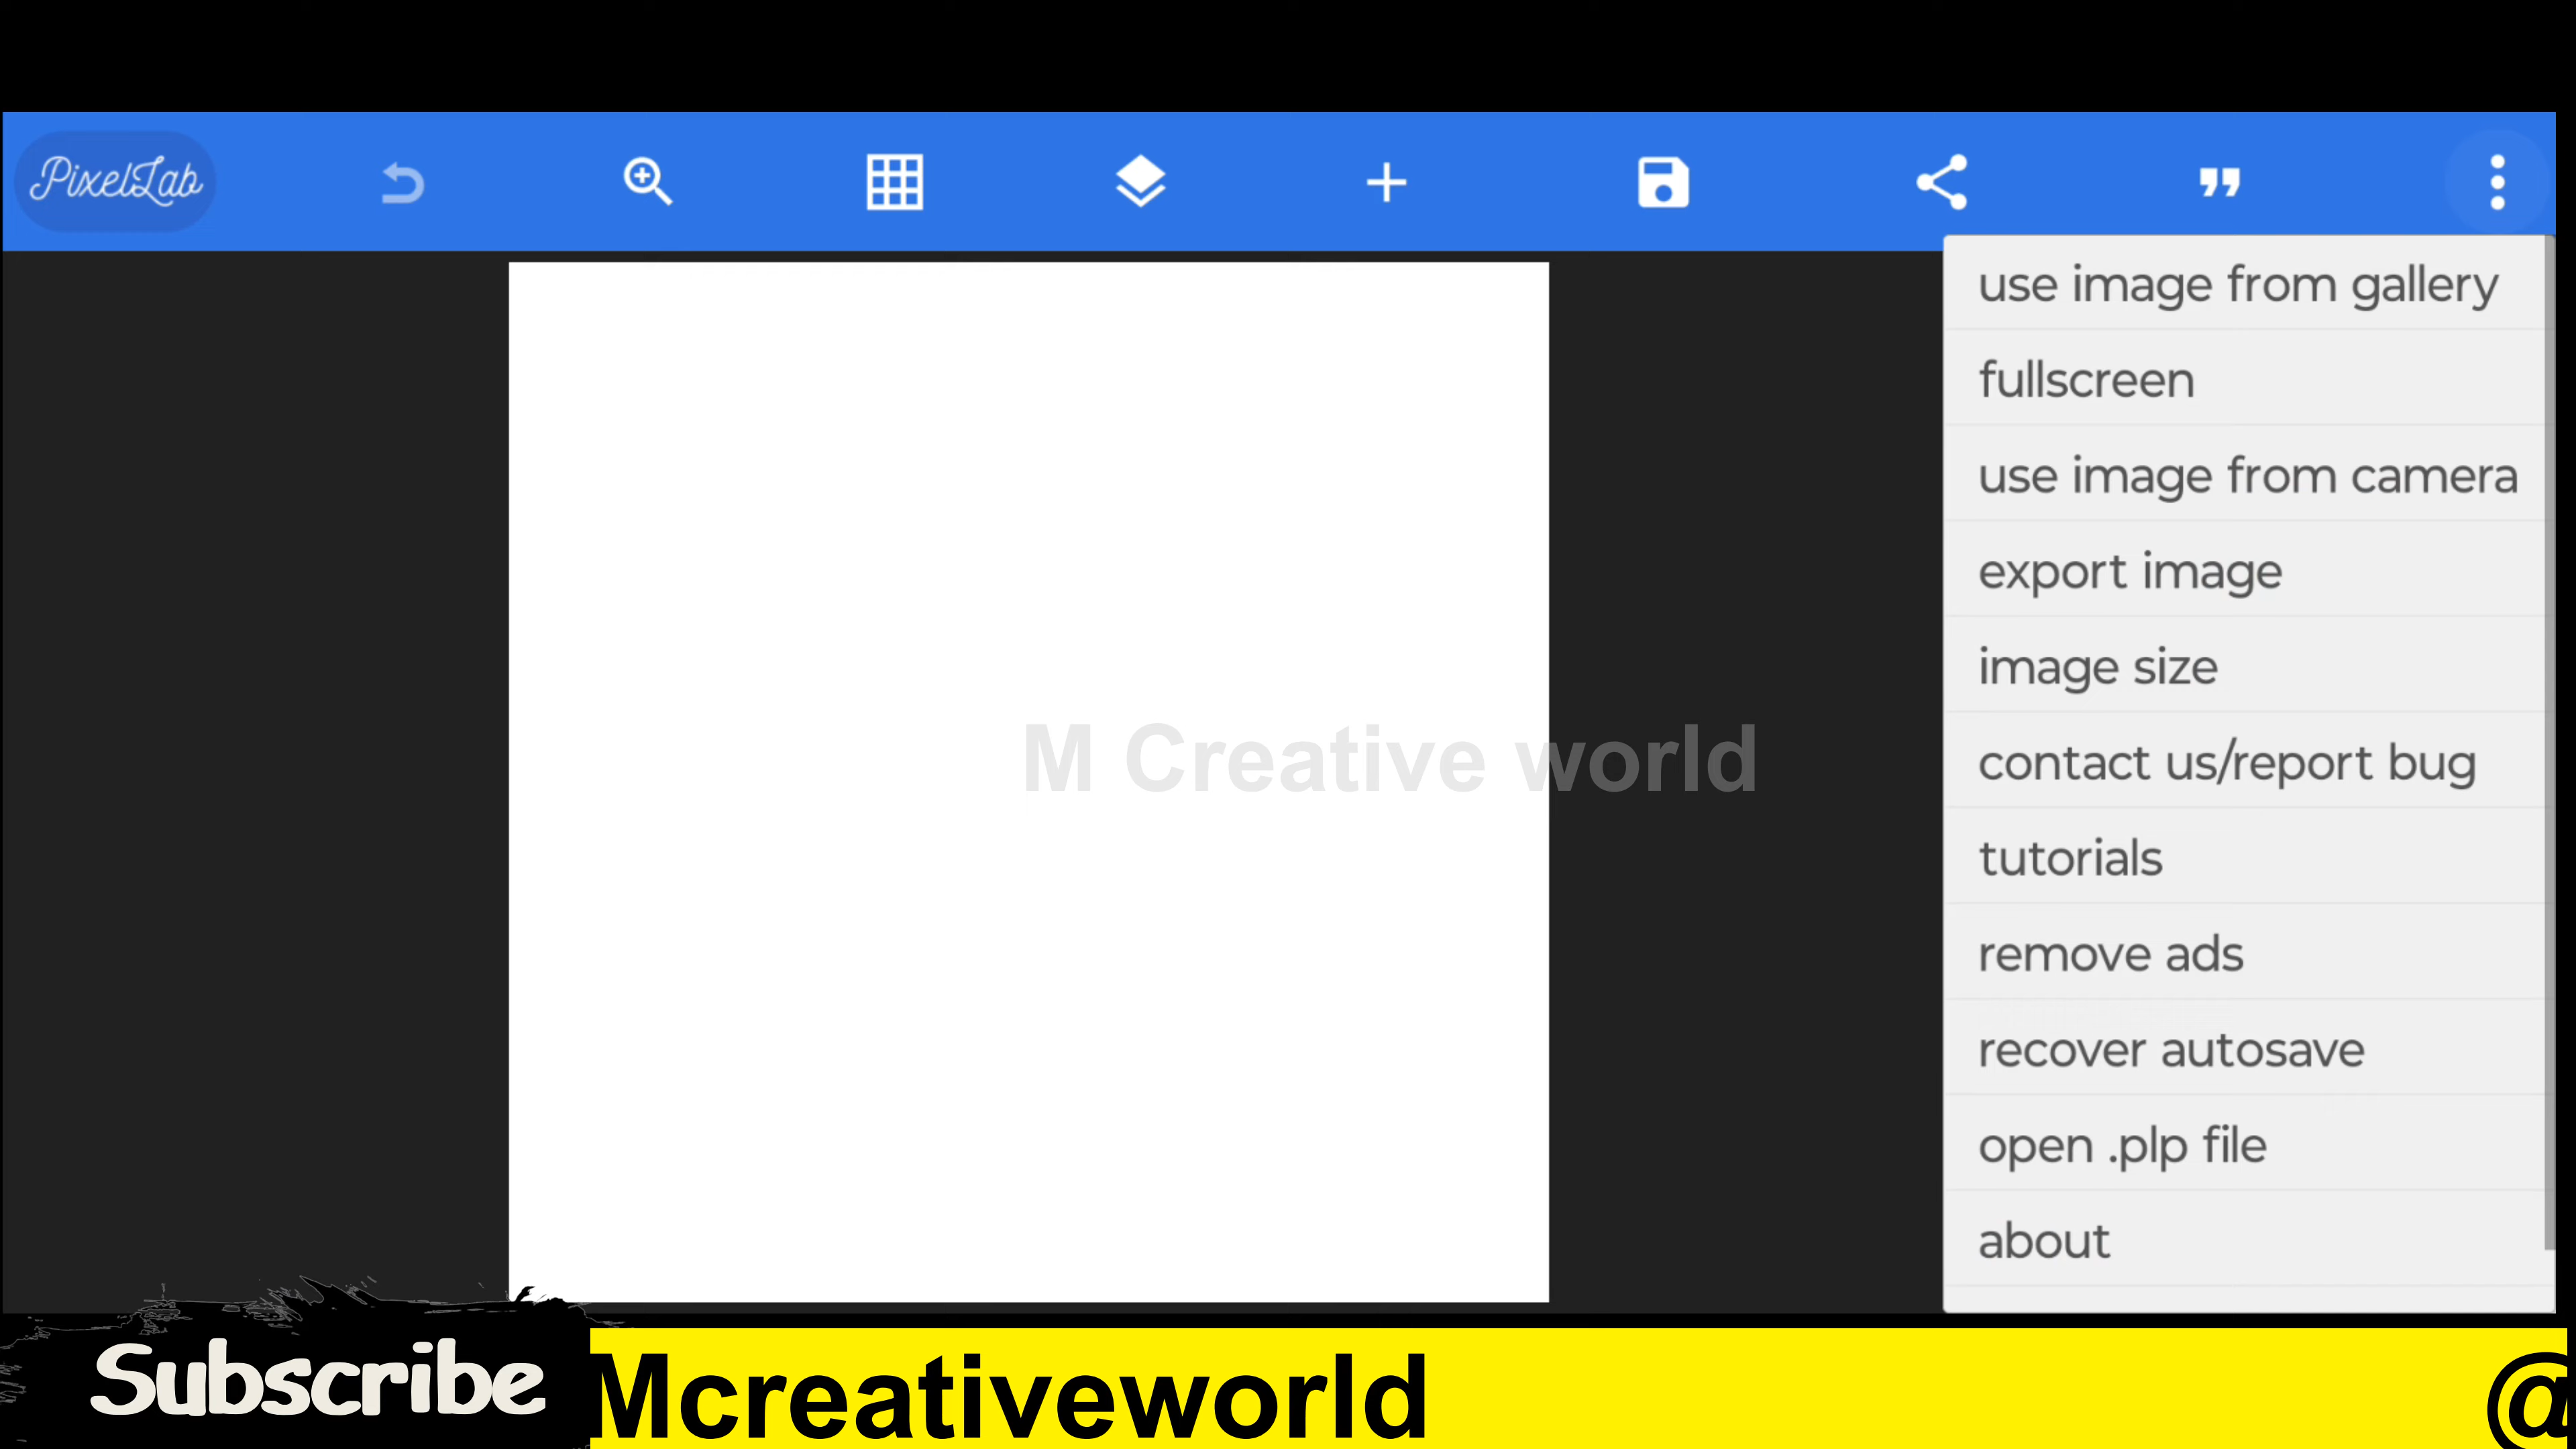 PixelLab
use image from gallery
fullscreen
use image from camera
export image
image size
contact us/report bug
tutorials
remove ads
recover autosave
open .plp file
about
M Creative world
Subscribe
Mcreativeworld
@